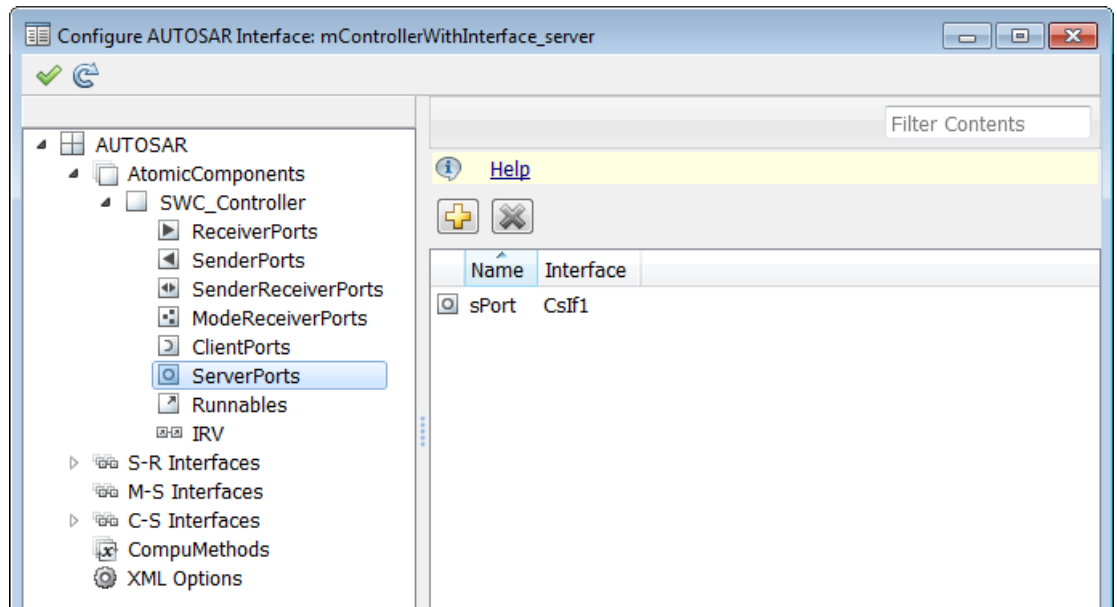 Configure AUTOSAR Interface: mControllerWithInterface_server
Filter Contents
AUTOSAR
AtomicComponents
SWC_Controller
ReceiverPorts
SenderPorts
SenderReceiverPorts
ModeReceiverPorts
ClientPorts
ServerPorts
Runnables
IRV
S-R Interfaces
M-S Interfaces
C-S Interfaces
CompuMethods
XML Options
Help
Name Interface
sPort CsIf1